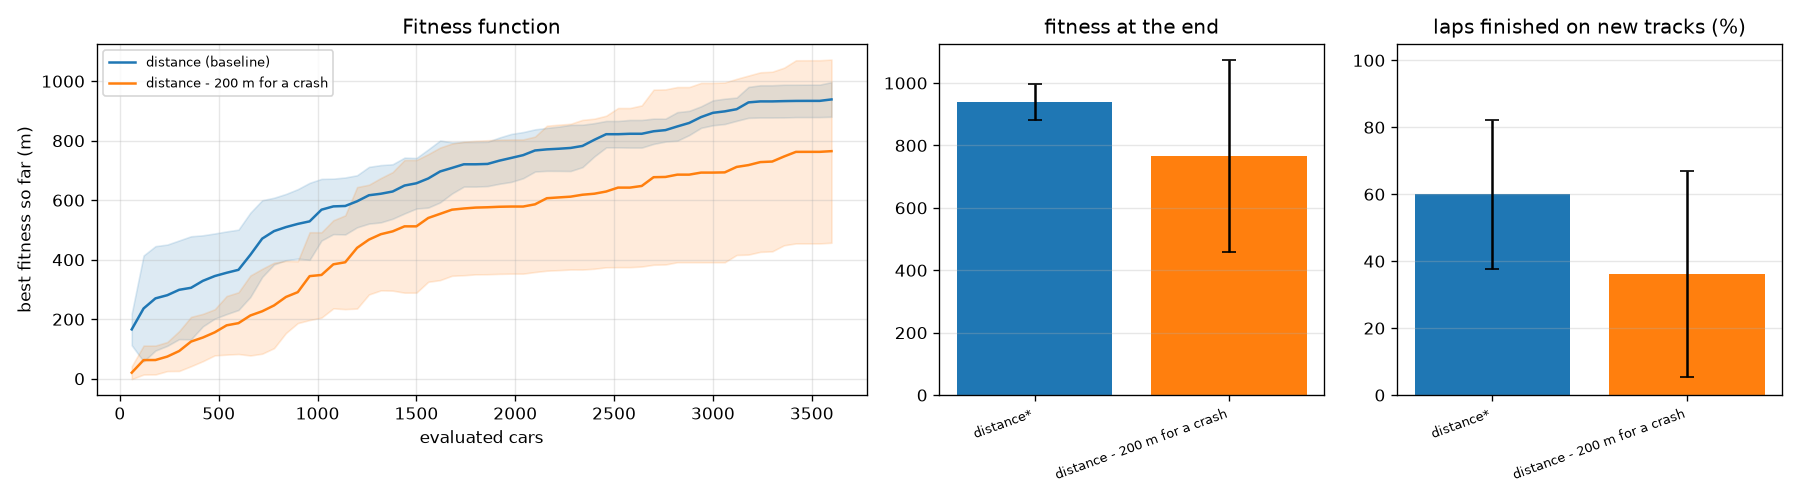 Fitness function
distance (baseline)
distance - 200 m for a crash
best fitness so far (m)
1000
800
600
400
200
0
0 500 1000 1500 2000 2500 3000 3500
evaluated cars
fitness at the end
1000
800
600
400
200
0
distance*
distance - 200 m for a crash
laps finished on new tracks (%)
100
80
60
40
20
0
distance*
distance - 200 m for a crash